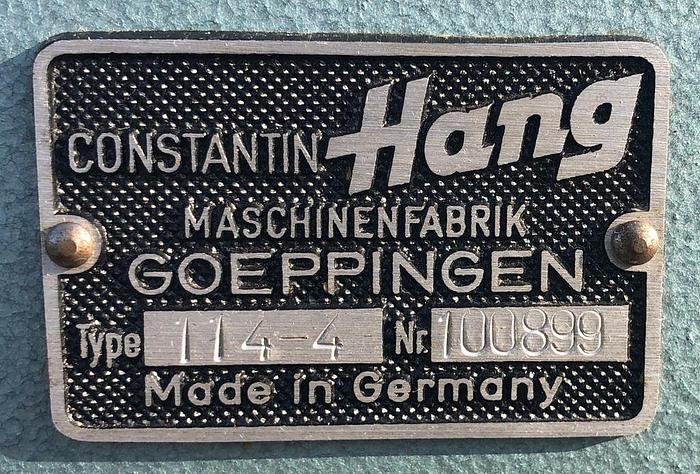 CONSTANTIN Hang
MASCHINENFABRIK
GOEPPINGEN
Type 114-4 Nr. 100899
Made in Germany